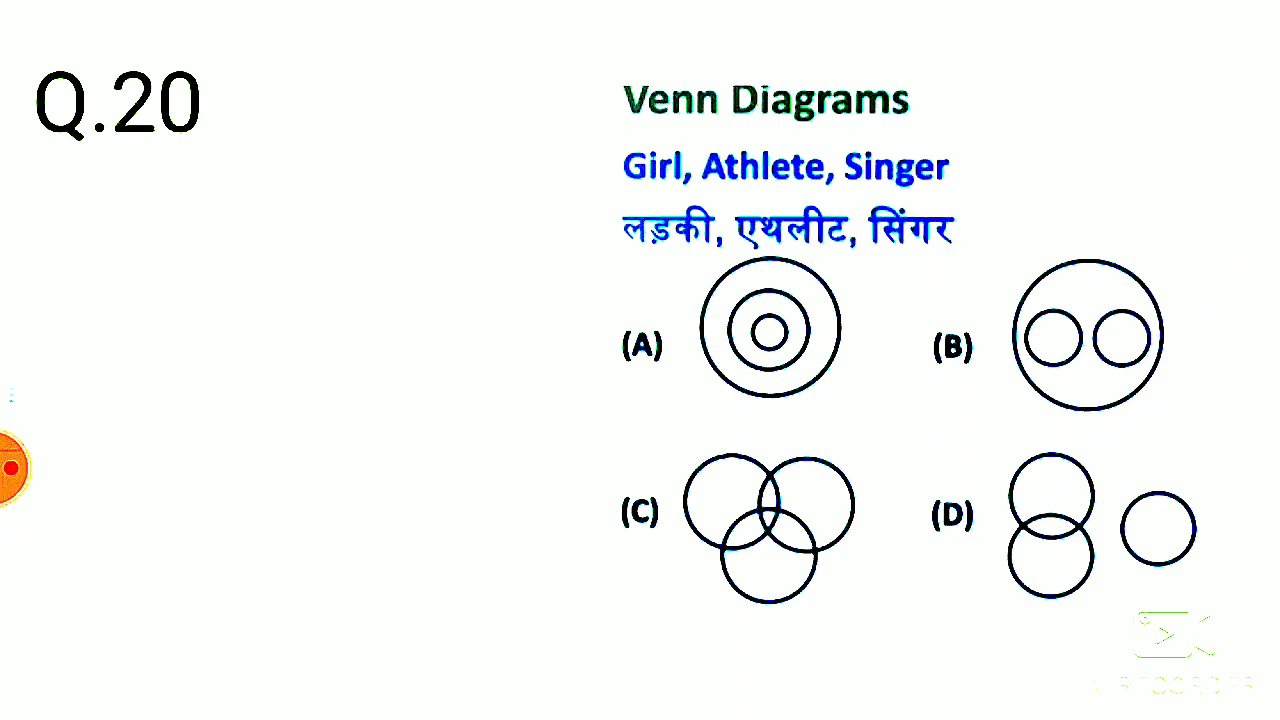 Q.20
Venn Diagrams
Girl, Athlete, Singer
लड़की, एथलीट, सिंगर
(A)
(B)
(C)
(D)